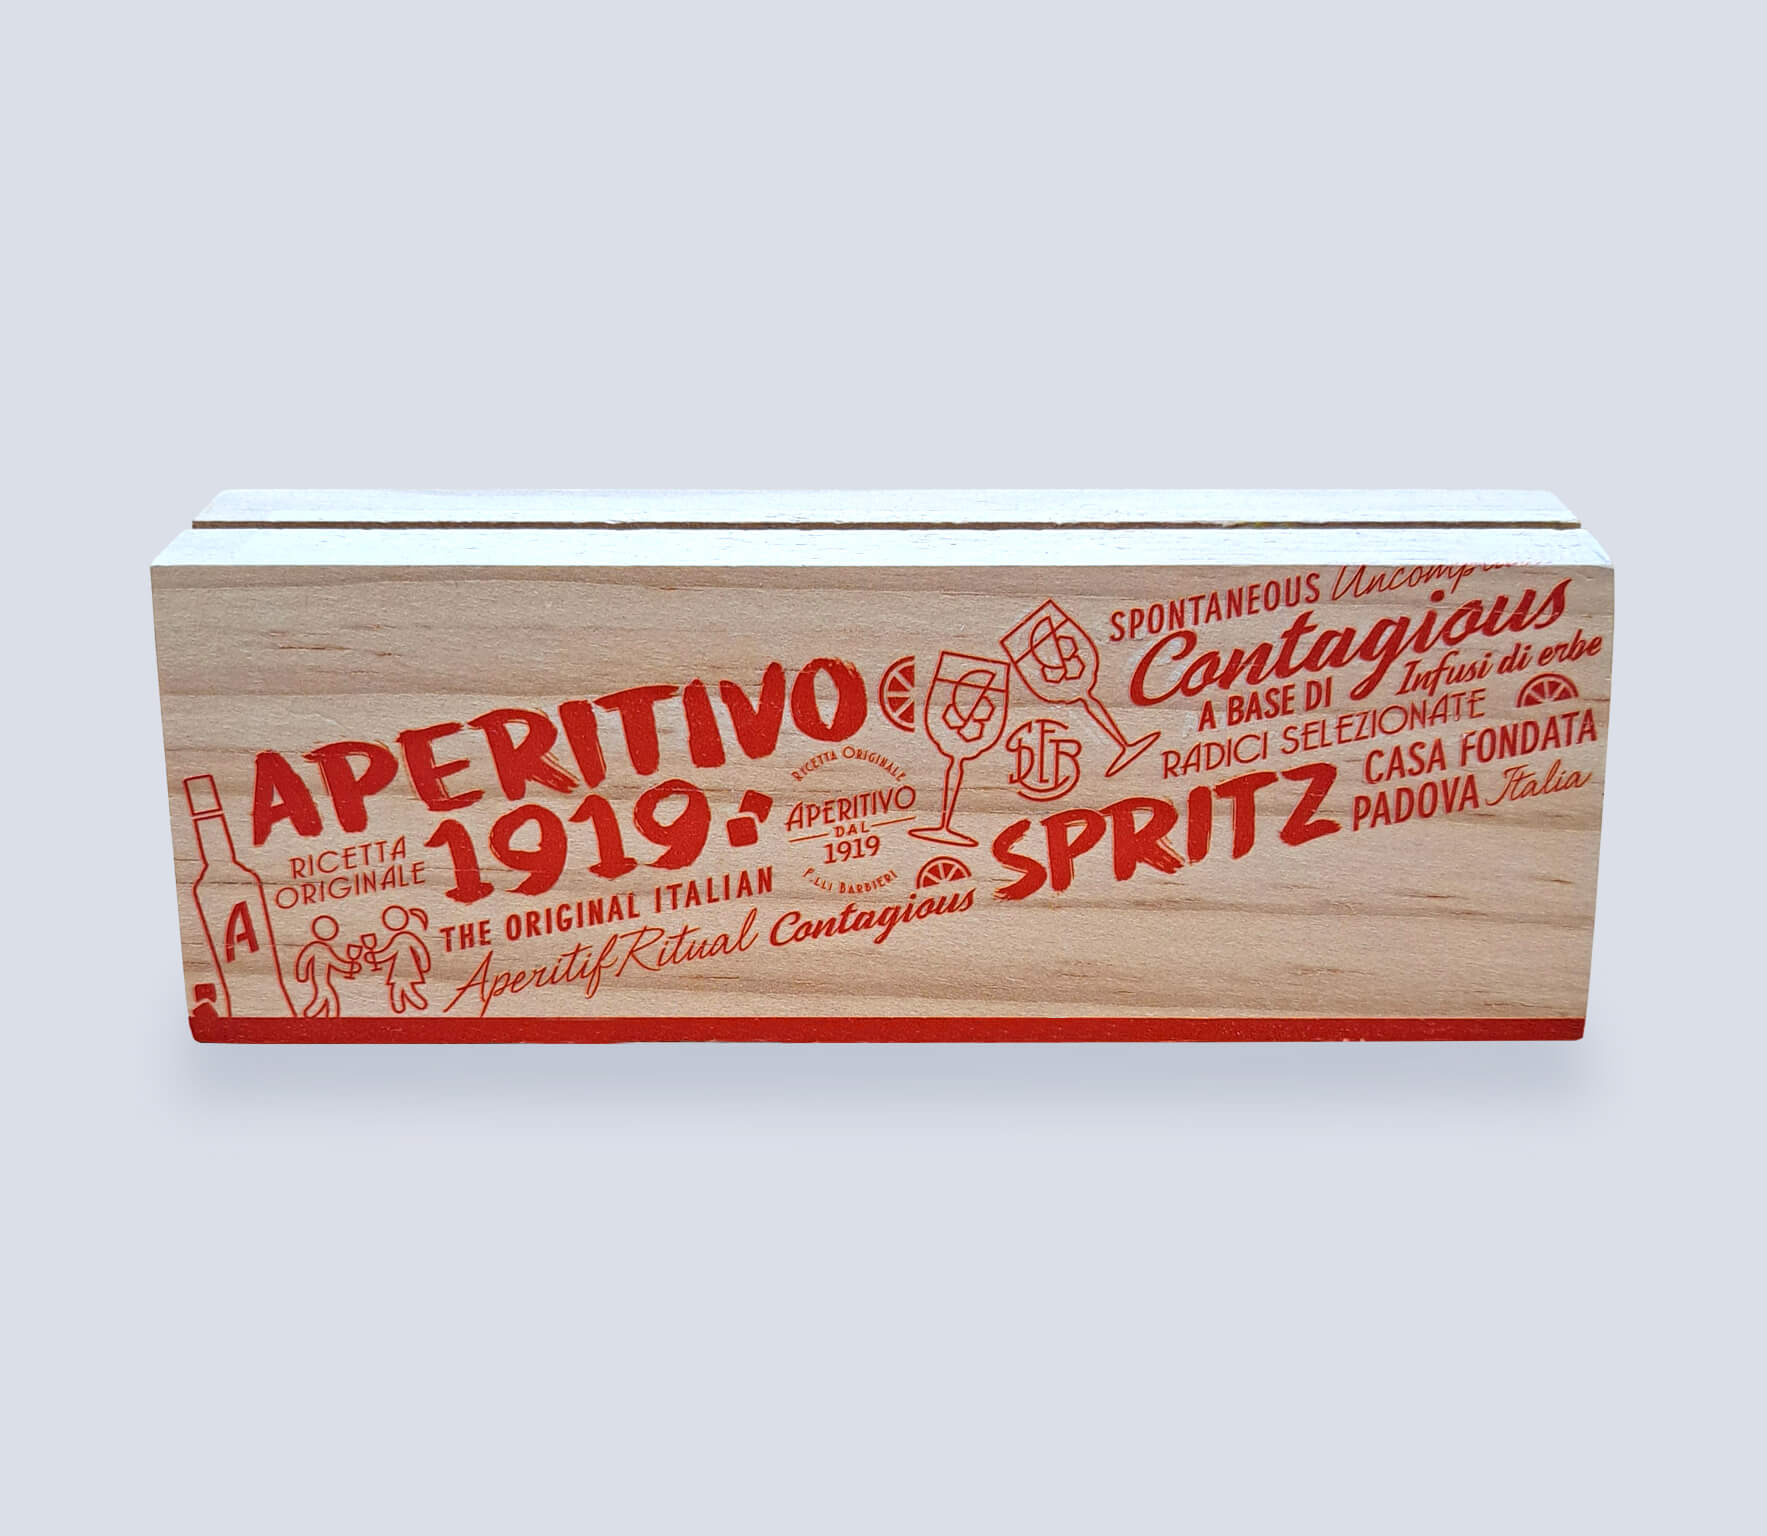 APERITIVO
1919
RICETTA
ORIGINALE
A
THE ORIGINAL ITALIAN
Aperitif Ritual Contagious
RICETTA ORIGINALE
APERITIVO
DAL
1919
F.LLI BARBIERI
SPONTANEOUS
Contagious
A BASE DI Infusi di erbe
RADICI SELEZIONATE
SPRITZ
CASA FONDATA
PADOVA Italia